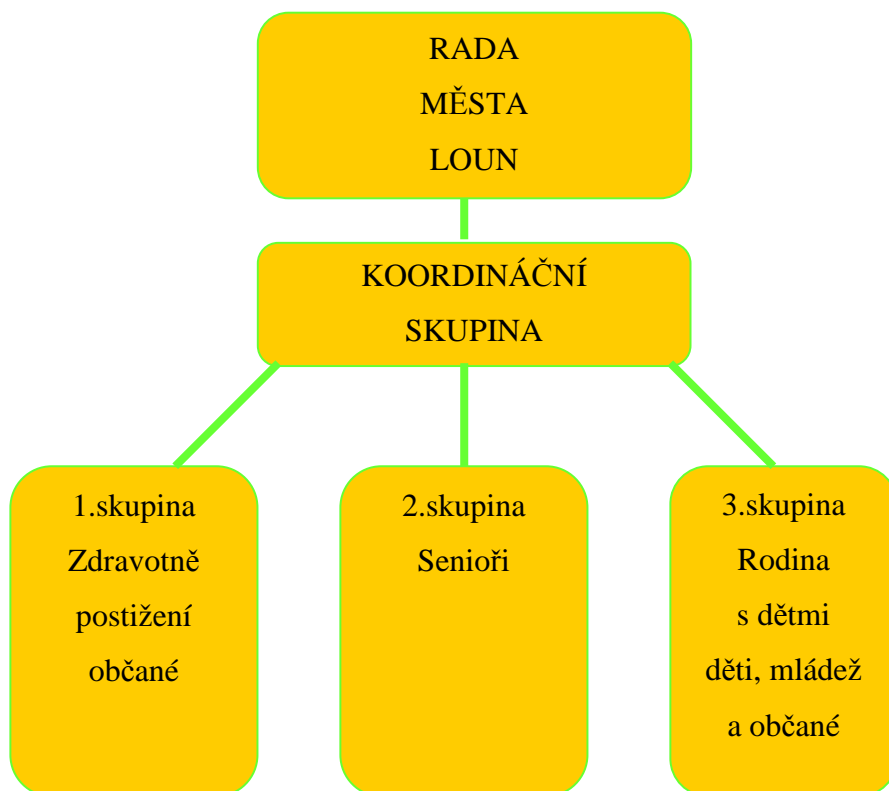 RADA
MĚSTA
LOUN
KOORDINÁČNÍ
SKUPINA
1.skupina
Zdravotně
postižení
občané
2.skupina
Senioři
3.skupina
Rodina
s dětmi
děti, mládež
a občané